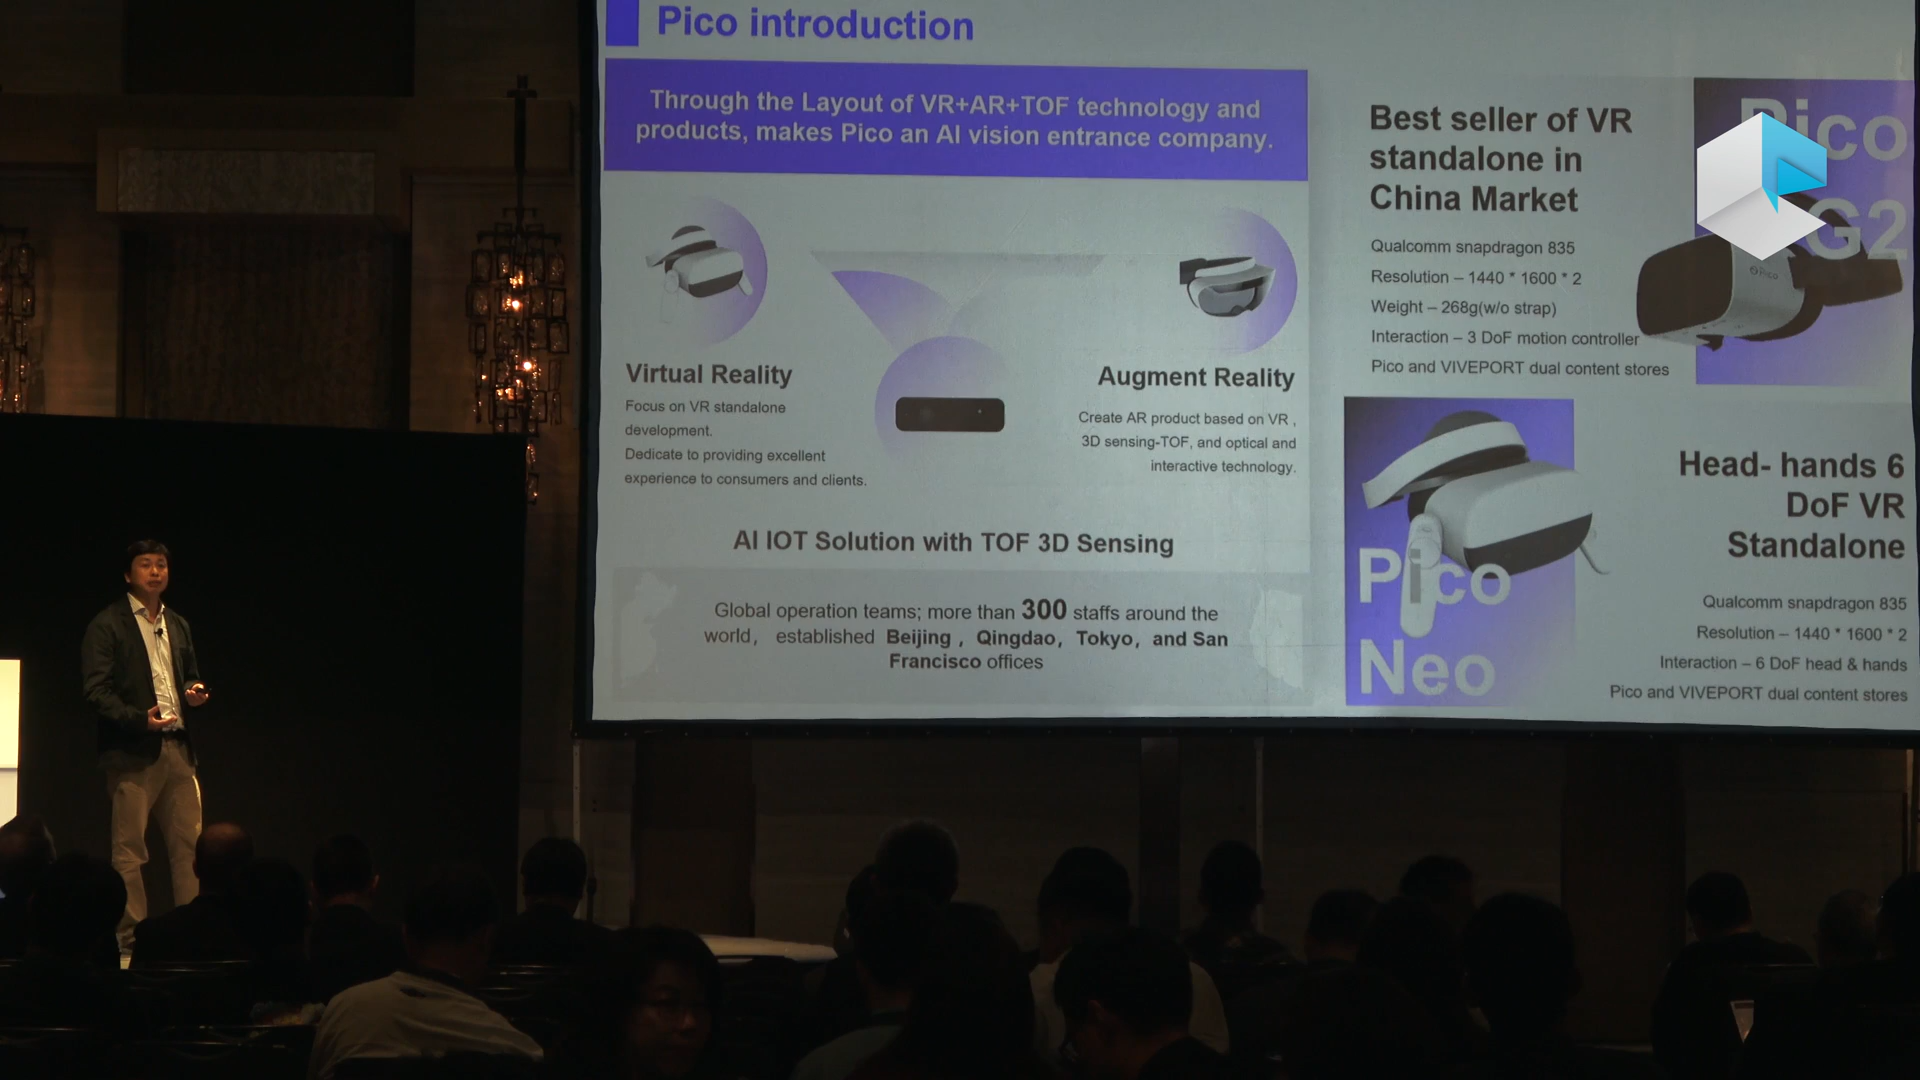 Pico introduction
Through the Layout of VR+AR+TOF technology and
products, makes Pico an AI vision entrance company.
Virtual Reality
Focus on VR standalone
development.
Dedicate to providing excellent
experience to consumers and clients.
Augment Reality
Create AR product based on VR ,
3D sensing-TOF, and optical and
interactive technology.
AI IOT Solution with TOF 3D Sensing
Global operation teams; more than 300 staffs around the
world, established Beijing , Qingdao, Tokyo, and San
Francisco offices
Best seller of VR
standalone in
China Market
Qualcomm snapdragon 835
Resolution – 1440 * 1600 * 2
Weight – 268g(w/o strap)
Interaction – 3 DoF motion controller
Pico and VIVEPORT dual content stores
Pico
G2
Pico
Pico
Neo
Head- hands 6
DoF VR
Standalone
Qualcomm snapdragon 835
Resolution – 1440 * 1600 * 2
Interaction – 6 DoF head & hands
Pico and VIVEPORT dual content stores